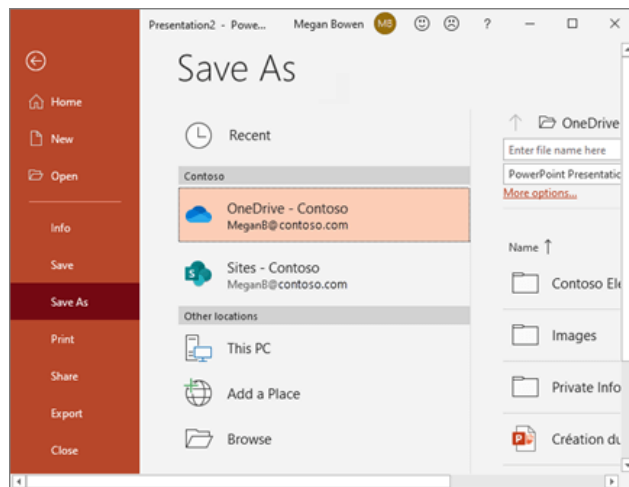 Presentation2 - Powe... Megan Bowen MB ?
Save As
Home
New
Open
Info
Save
Save As
Print
Share
Export
Close
Recent
Contoso
OneDrive - Contoso
MeganB@contoso.com
Sites - Contoso
MeganB@contoso.com
Other locations
This PC
Add a Place
Browse
OneDrive
Enter file name here
PowerPoint Presentatic
More options...
Name ↑
Contoso Ele
Images
Private Info
Création du